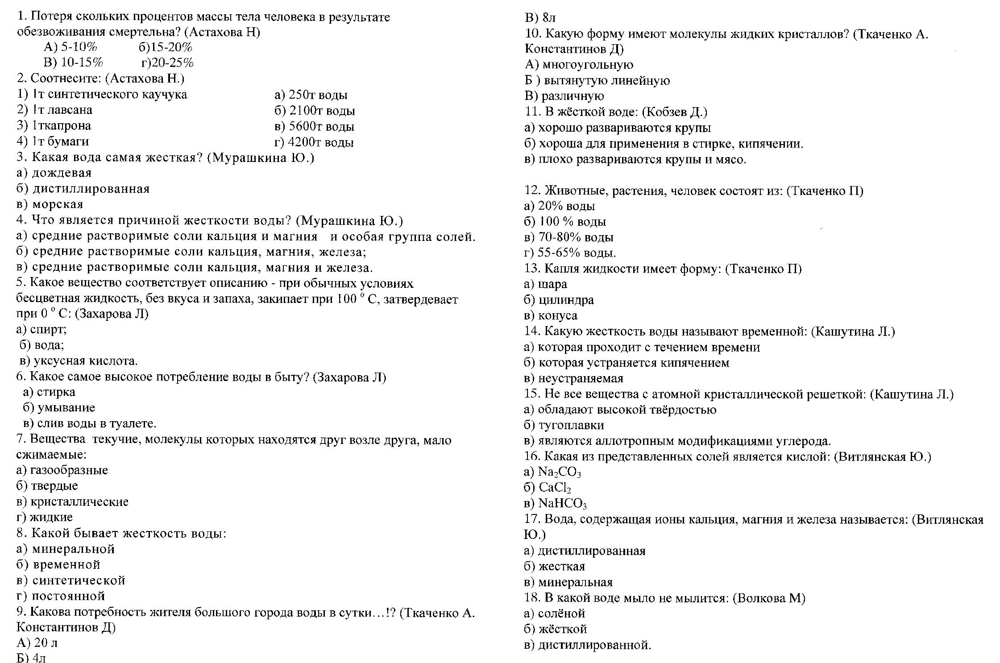 1. Потеря скольких процентов массы тела человека в результате
обезвоживания смертельна? (Астахова Н)
А) 5-10% б)15-20%
В) 10-15% г)20-25%
2. Соотнесите: (Астахова Н.)
1) 1т синтетического каучука а) 250т воды
2) 1т лавсана б) 2100т воды
3) 1ткапрона в) 5600т воды
4) 1т бумаги г) 4200т воды
3. Какая вода самая жесткая? (Мурашкина Ю.)
а) дождевая
б) дистиллированная
в) морская
4. Что является причиной жесткости воды? (Мурашкина Ю.)
а) средние растворимые соли кальция и магния и особая группа солей.
б) средние растворимые соли кальция, магния, железа;
в) средние растворимые соли кальция, магния и железа.
5. Какое вещество соответствует описанию - при обычных условиях
бесцветная жидкость, без вкуса и запаха, закипает при 100 ⁰ С, затвердевает
при 0 ⁰ С: (Захарова Л)
а) спирт;
б) вода;
в) уксусная кислота.
6. Какое самое высокое потребление воды в быту? (Захарова Л)
а) стирка
б) умывание
в) слив воды в туалете.
7. Вещества текучие, молекулы которых находятся друг возле друга, мало
сжимаемые:
а) газообразные
б) твердые
в) кристаллические
г) жидкие
8. Какой бывает жесткость воды:
а) минеральной
б) временной
в) синтетической
г) постоянной
9. Какова потребность жителя большого города воды в сутки…!? (Ткаченко А.
Константинов Д)
А) 20 л
Б) 4л
В) 8л
10. Какую форму имеют молекулы жидких кристаллов? (Ткаченко А.
Константинов Д)
А) многоугольную
Б ) вытянутую линейную
В) различную
11. В жёсткой воде: (Кобзев Д.)
а) хорошо развариваются крупы
б) хороша для применения в стирке, кипячении.
в) плохо развариваются крупы и мясо.
12. Животные, растения, человек состоят из: (Ткаченко П)
а) 20% воды
б) 100 % воды
в) 70-80% воды
г) 55-65% воды.
13. Капля жидкости имеет форму: (Ткаченко П)
а) шара
б) цилиндра
в) конуса
14. Какую жесткость воды называют временной: (Кашутина Л.)
а) которая проходит с течением времени
б) которая устраняется кипячением
в) неустраняемая
15. Не все вещества с атомной кристаллической решеткой: (Кашутина Л.)
а) обладают высокой твёрдостью
б) тугоплавки
в) являются аллотропным модификациями углерода.
16. Какая из представленных солей является кислой: (Витлянская Ю.)
а) Na₂CO₃
б) CaCl₂
в) NaHCO₃
17. Вода, содержащая ионы кальция, магния и железа называется: (Витлянская
Ю.)
а) дистиллированная
б) жесткая
в) минеральная
18. В какой воде мыло не мылится: (Волкова М)
а) солёной
б) жёсткой
в) дистиллированной.